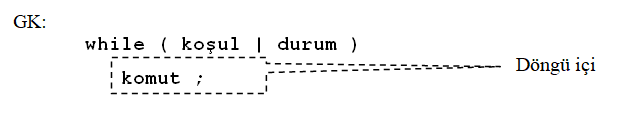 GK:
while ( koşul | durum )
komut ;
Döngü içi